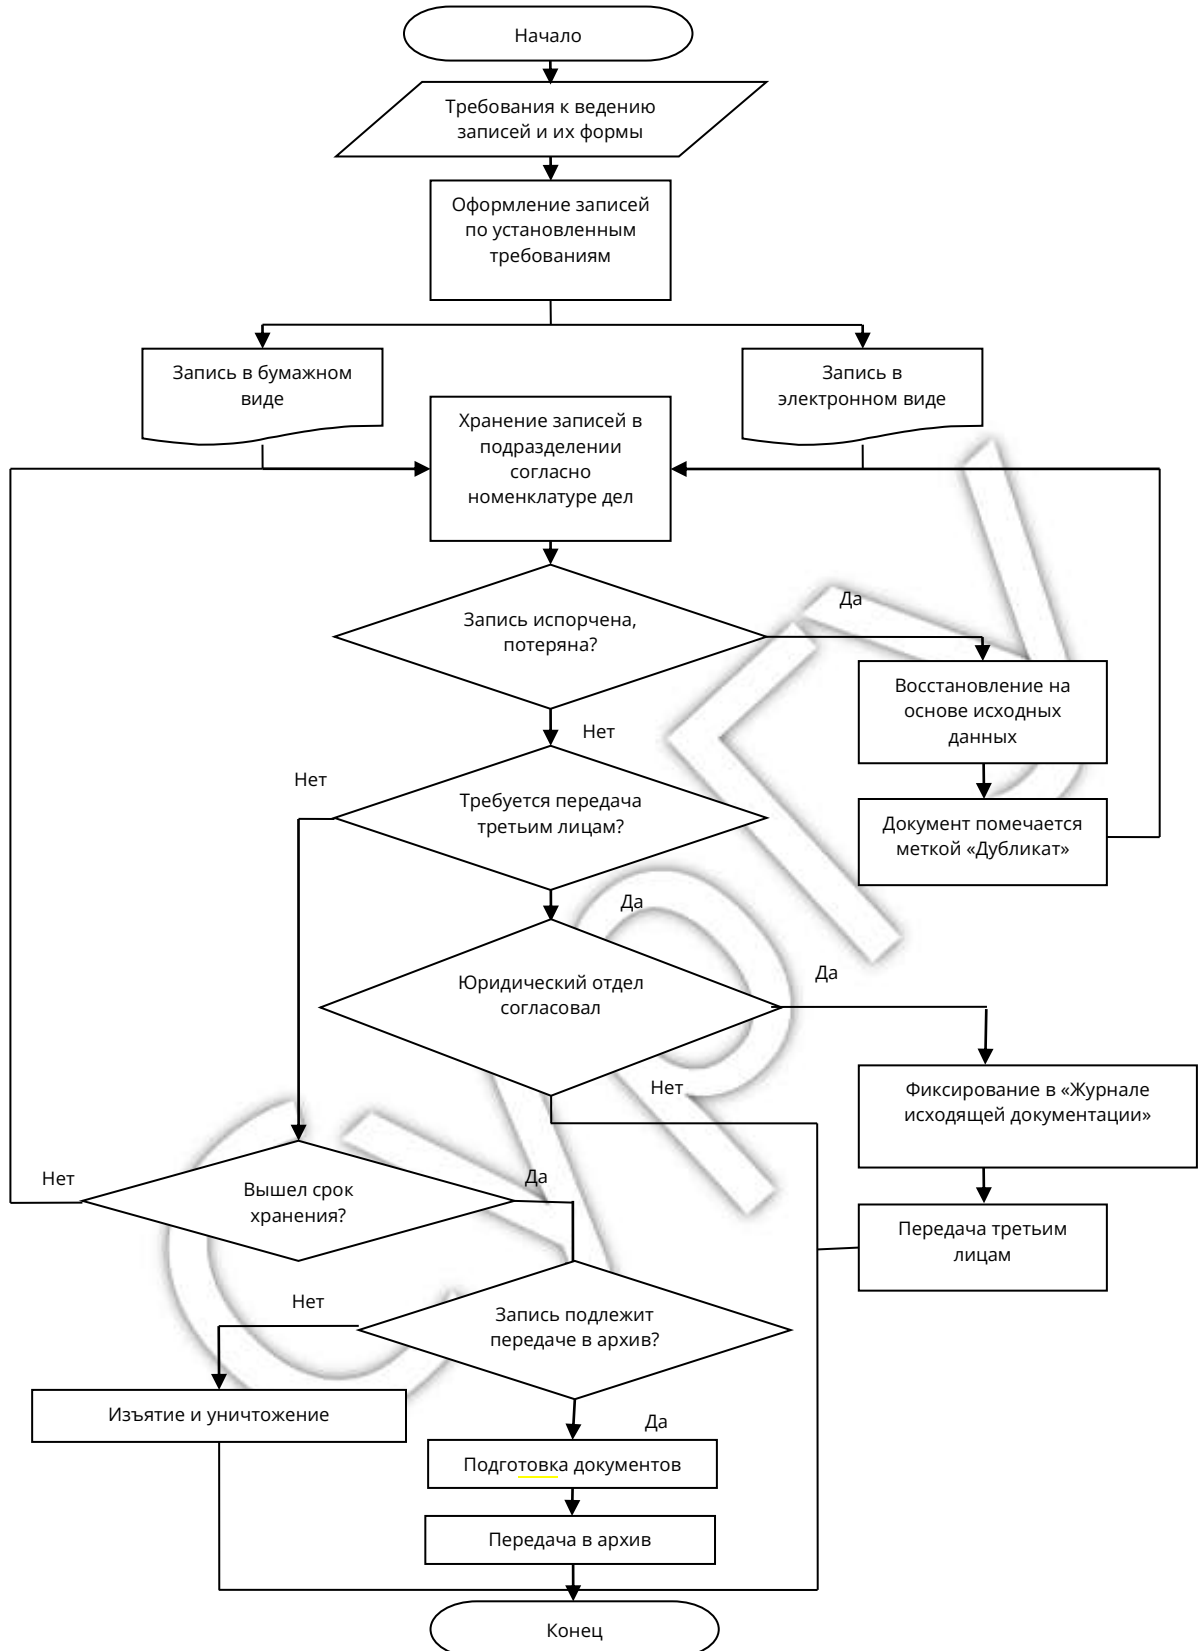 Начало
Требования к ведению
записей и их формы
Оформление записей
по установленным
требованиям
Запись в бумажном
виде
Запись в
электронном виде
Хранение записей в
подразделении
согласно
номенклатуре дел
Запись испорчена,
потеряна?
Да
Восстановление на
основе исходных
данных
Нет
Нет
Требуется передача
третьим лицам?
Документ помечается
меткой «Дубликат»
Да
Юридический отдел
согласовал
Да
Нет
Фиксирование в «Журнале
исходящей документации»
Нет
Вышел срок
хранения?
Да
Передача третьим
лицам
Нет
Запись подлежит
передаче в архив?
Изъятие и уничтожение
Да
Подготовка документов
Передача в архив
Конец